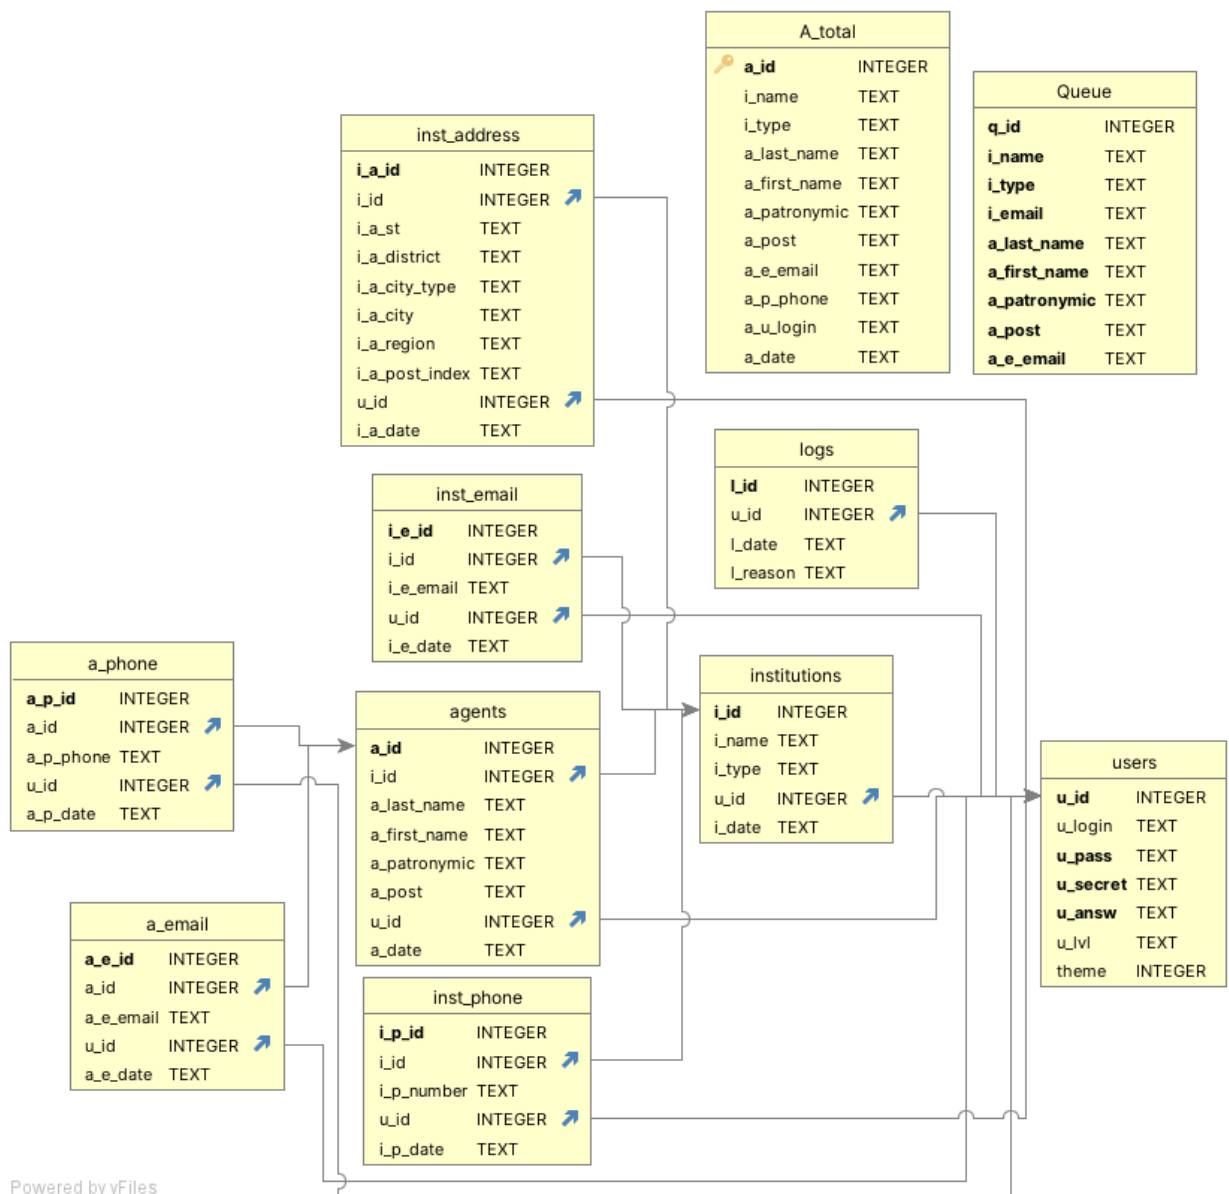 A_total
a_id INTEGER
i_name TEXT
i_type TEXT
a_last_name TEXT
a_first_name TEXT
a_patronymic TEXT
a_post TEXT
a_e_email TEXT
a_p_phone TEXT
a_u_login TEXT
a_date TEXT
Queue
q_id INTEGER
i_name TEXT
i_type TEXT
i_email TEXT
a_last_name TEXT
a_first_name TEXT
a_patronymic TEXT
a_post TEXT
a_e_email TEXT
inst_address
i_a_id INTEGER
i_id INTEGER
i_a_st TEXT
i_a_district TEXT
i_a_city_type TEXT
i_a_city TEXT
i_a_region TEXT
i_a_post_index TEXT
u_id INTEGER
i_a_date TEXT
logs
l_id INTEGER
u_id INTEGER
l_date TEXT
l_reason TEXT
inst_email
i_e_id INTEGER
i_id INTEGER
i_e_email TEXT
u_id INTEGER
i_e_date TEXT
a_phone
a_p_id INTEGER
a_id INTEGER
a_p_phone TEXT
u_id INTEGER
a_p_date TEXT
agents
a_id INTEGER
i_id INTEGER
a_last_name TEXT
a_first_name TEXT
a_patronymic TEXT
a_post TEXT
u_id INTEGER
a_date TEXT
institutions
i_id INTEGER
i_name TEXT
i_type TEXT
u_id INTEGER
i_date TEXT
users
u_id INTEGER
u_login TEXT
u_pass TEXT
u_secret TEXT
u_answ TEXT
u_lvl TEXT
theme INTEGER
a_email
a_e_id INTEGER
a_id INTEGER
a_e_email TEXT
u_id INTEGER
a_e_date TEXT
inst_phone
i_p_id INTEGER
i_id INTEGER
i_p_number TEXT
u_id INTEGER
i_p_date TEXT
Powered by yFiles